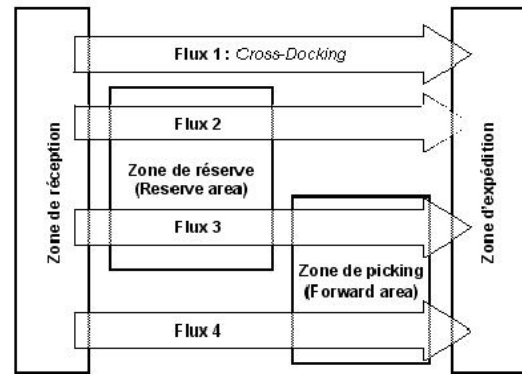 Zone de réception
Flux 1 : Cross-Docking
Flux 2
Zone de réserve
(Reserve area)
Flux 3
Zone de picking
(Forward area)
Flux 4
Zone d'expédition